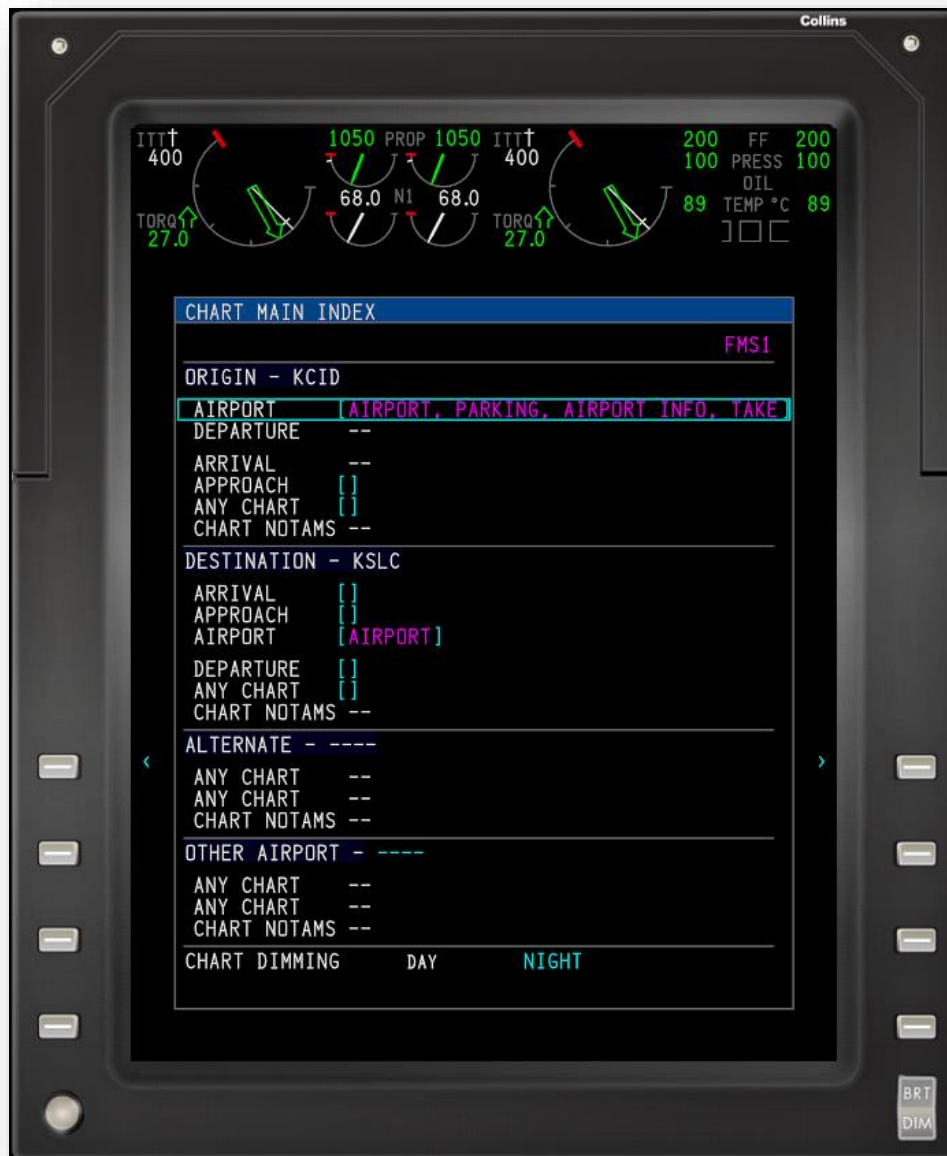 Collins
ITT† 1050 PROP 1050 ITT† 200 FF 200
400 400 100 PRESS 100
68.0 N1 68.0 OIL
89 TEMP °C 89
TORQ TORQ
27.0 27.0
CHART MAIN INDEX
FMS1
ORIGIN - KCID
AIRPORT [AIRPORT, PARKING, AIRPORT INFO, TAKE]
DEPARTURE --
ARRIVAL --
APPROACH []
ANY CHART []
CHART NOTAMS --
DESTINATION - KSLC
ARRIVAL []
APPROACH []
AIRPORT [AIRPORT]
DEPARTURE []
ANY CHART []
CHART NOTAMS --
ALTERNATE - ----
< >
ANY CHART --
ANY CHART --
CHART NOTAMS --
OTHER AIRPORT - ----
ANY CHART --
ANY CHART --
CHART NOTAMS --
CHART DIMMING DAY NIGHT
BRT
DIM